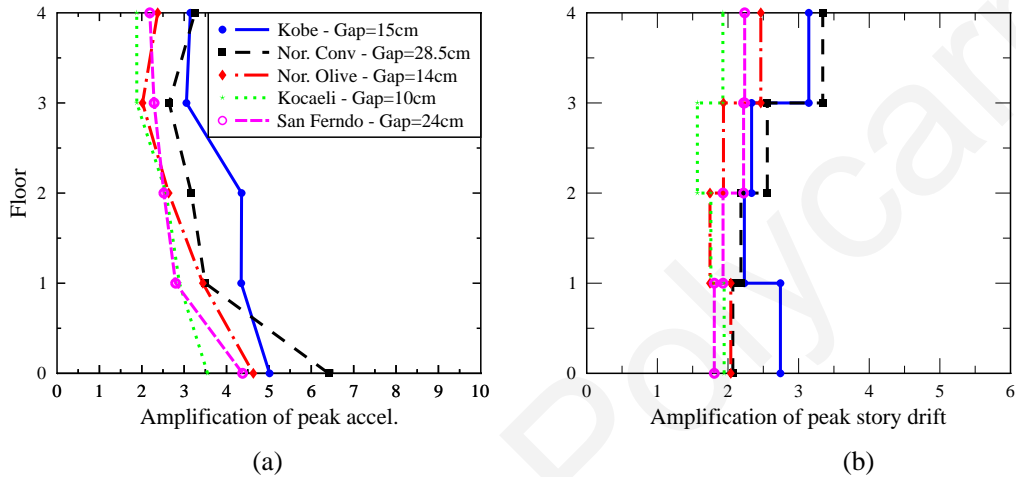 4
3
2
1
0
Floor
0 1 2 3 4 5 6 7 8 9 10
Amplification of peak accel.
Kobe - Gap=15cm
Nor. Conv - Gap=28.5cm
Nor. Olive - Gap=14cm
Kocaeli - Gap=10cm
San Ferndo - Gap=24cm
(a)
4
3
2
1
0
0 1 2 3 4 5 6
Amplification of peak story drift
(b)
Polycarp